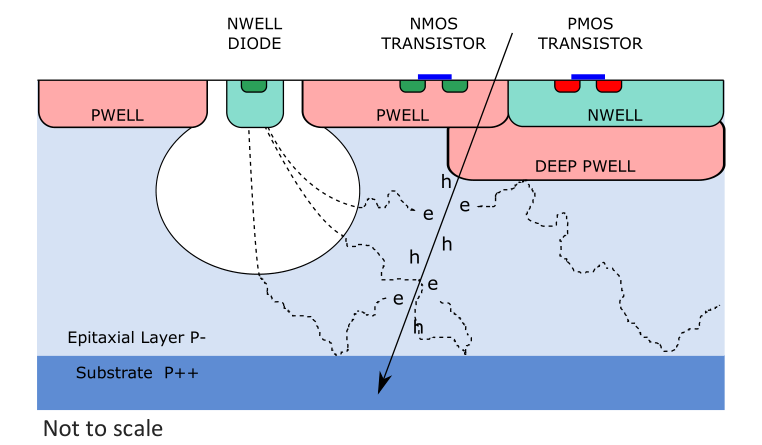 NWELL
DIODE
NMOS
TRANSISTOR
PMOS
TRANSISTOR
PWELL
PWELL
NWELL
DEEP PWELL
h
e
e
h
h
e
e
h
Epitaxial Layer P-
Substrate P++
Not to scale